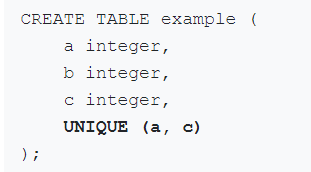 CREATE TABLE example (
    a integer,
    b integer,
    c integer,
    UNIQUE (a, c)
);